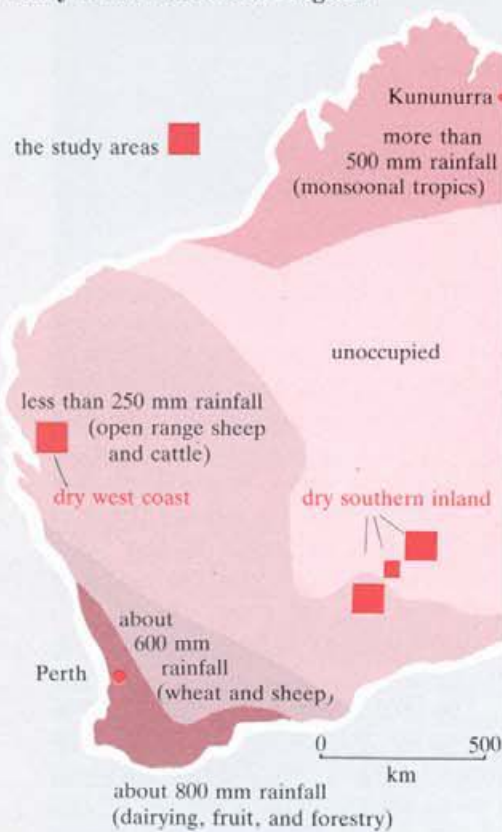 Kununurra
the study areas
more than
500 mm rainfall
(monsoonal tropics)
unoccupied
less than 250 mm rainfall
(open range sheep
and cattle)
dry west coast
dry southern inland
about
600 mm
rainfall
(wheat and sheep)
Perth
0 500
km
about 800 mm rainfall
(dairying, fruit, and forestry)